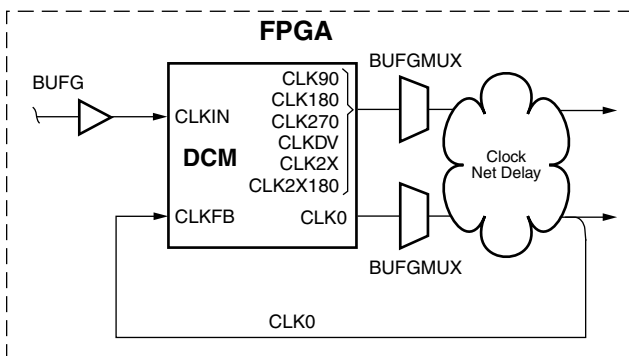 FPGA
BUFG
BUFGMUX
CLK90
CLK180
CLK270
CLKDV
CLK2X
CLK2X180
CLKIN
DCM
CLKFB
CLK0
Clock
Net Delay
BUFGMUX
CLK0